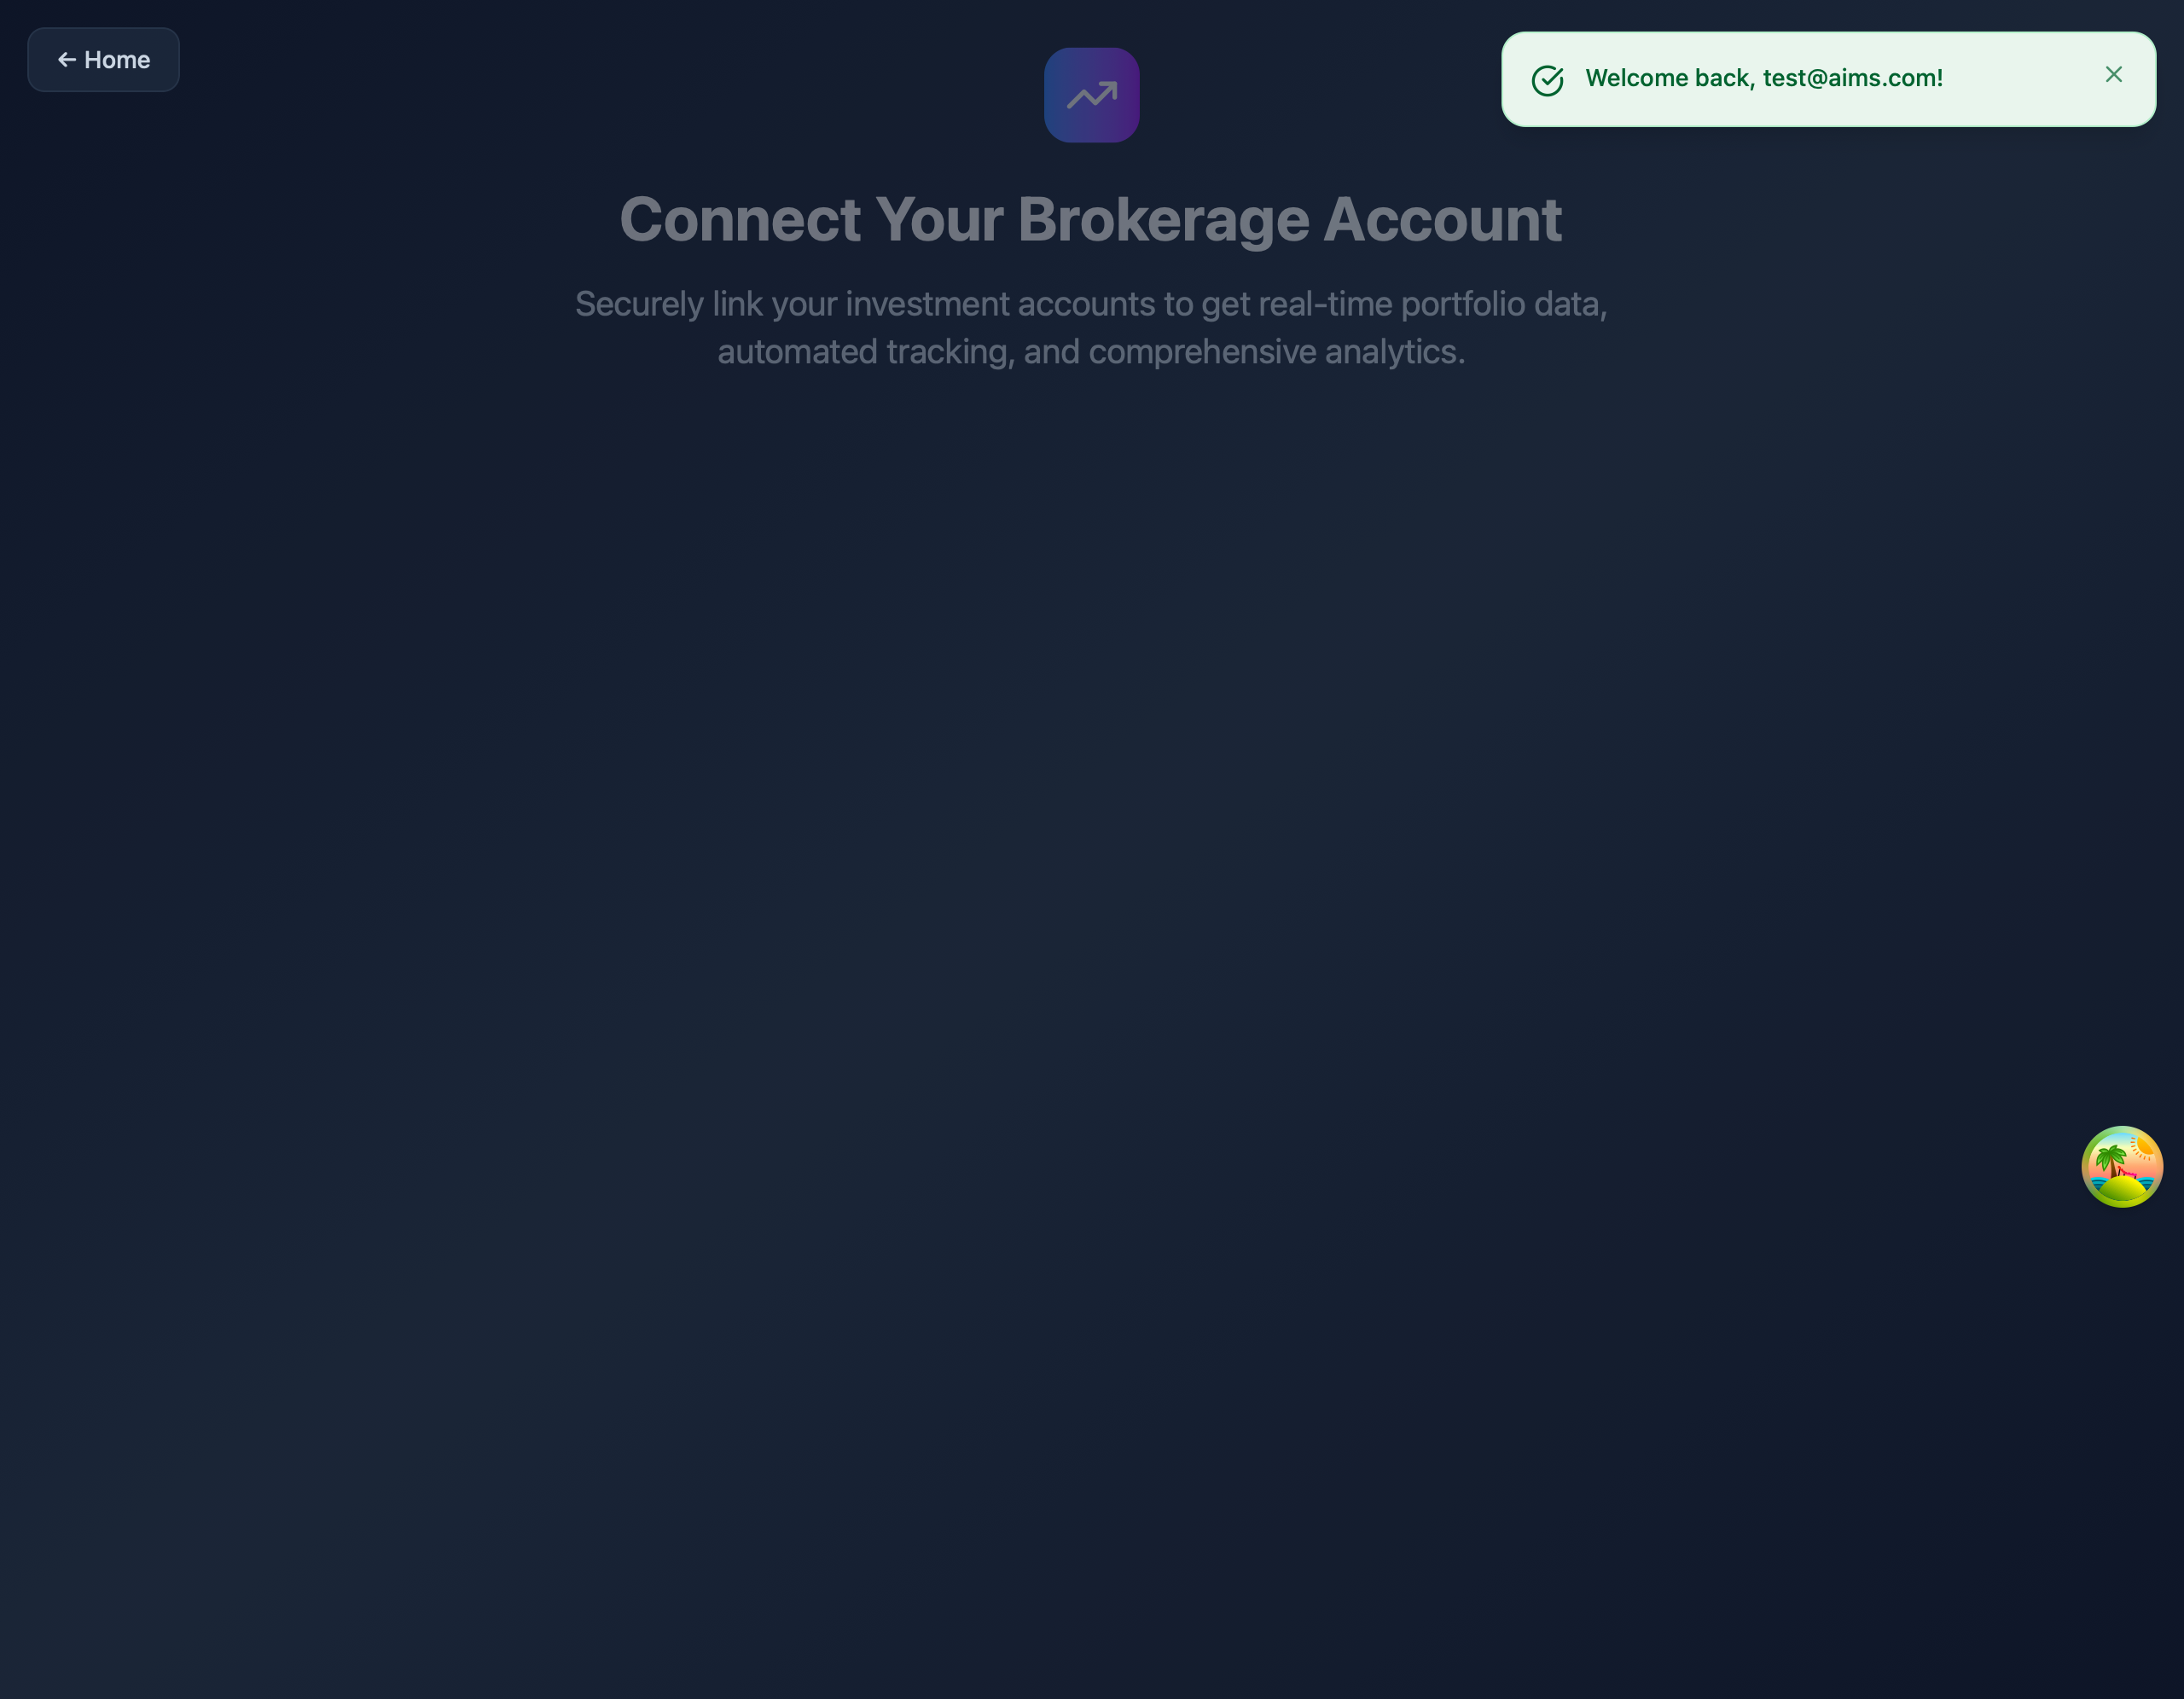 ← Home
Welcome back, test@aims.com!
Connect Your Brokerage Account
Securely link your investment accounts to get real-time portfolio data,
automated tracking, and comprehensive analytics.